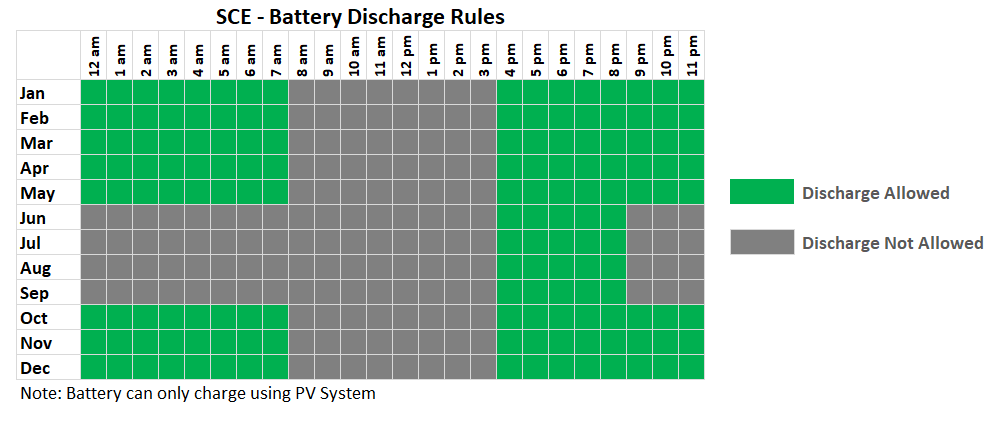 SCE - Battery Discharge Rules
12 am 1 am 2 am 3 am 4 am 5 am 6 am 7 am 8 am 9 am 10 am 11 am 12 pm 1 pm 2 pm 3 pm 4 pm 5 pm 6 pm 7 pm 8 pm 9 pm 10 pm 11 pm
Jan
Feb
Mar
Apr
May
Jun
Jul
Aug
Sep
Oct
Nov
Dec
Discharge Allowed
Discharge Not Allowed
Note: Battery can only charge using PV System